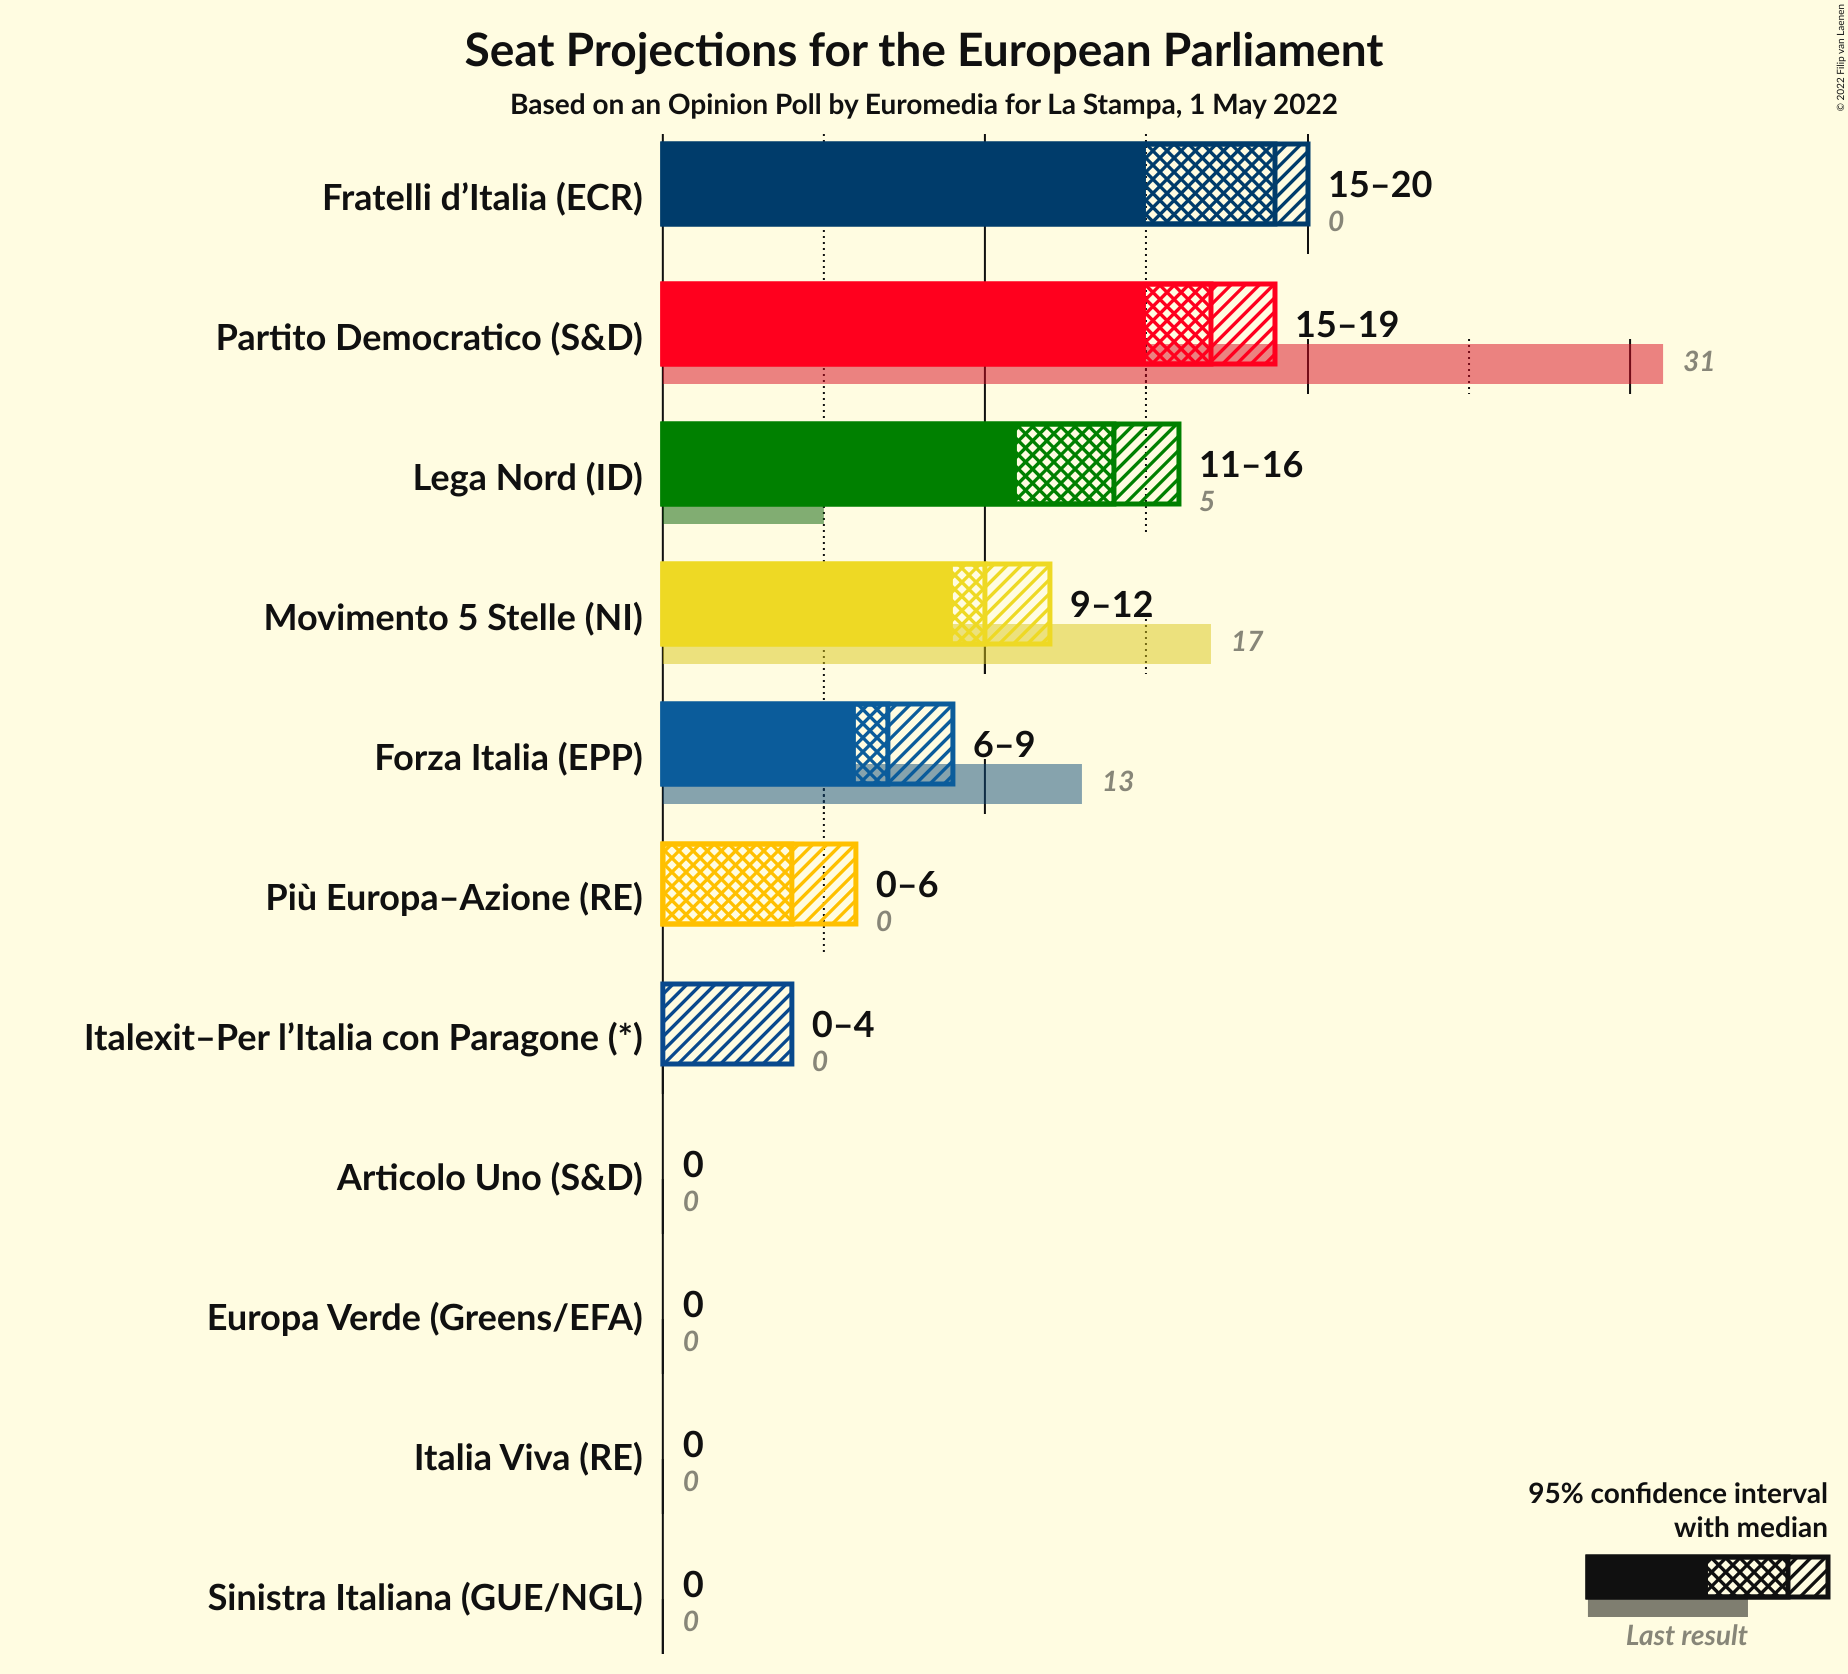 Seat Projections for the European Parliament
Based on an Opinion Poll by Euromedia for La Stampa, 1 May 2022
© 2022 Filip van Laenen
Fratelli d’Italia (ECR)
15–20
0
Partito Democratico (S&D)
15–19
31
Lega Nord (ID)
11–16
5
Movimento 5 Stelle (NI)
9–12
17
Forza Italia (EPP)
6–9
13
Più Europa–Azione (RE)
0–6
0
Italexit–Per l’Italia con Paragone (*)
0–4
0
Articolo Uno (S&D)
0
0
Europa Verde (Greens/EFA)
0
0
Italia Viva (RE)
0
0
Sinistra Italiana (GUE/NGL)
0
0
95% confidence interval
with median
Last result